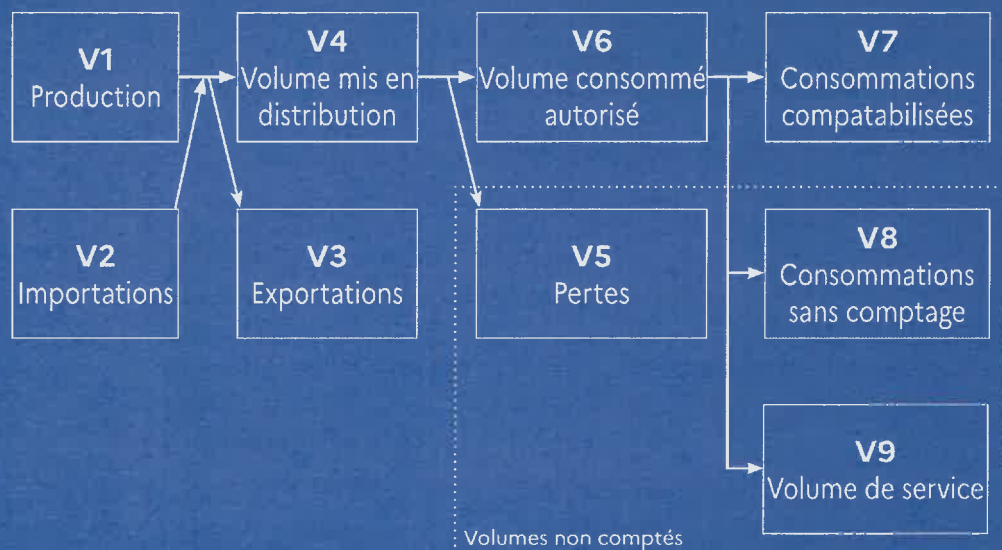 V1
Production
V4
Volume mis en
distribution
V6
Volume consommé
autorisé
V7
Consommations
compatabilisées
V2
Importations
V3
Exportations
V5
Pertes
V8
Consommations
sans comptage
V9
Volume de service
Volumes non comptés